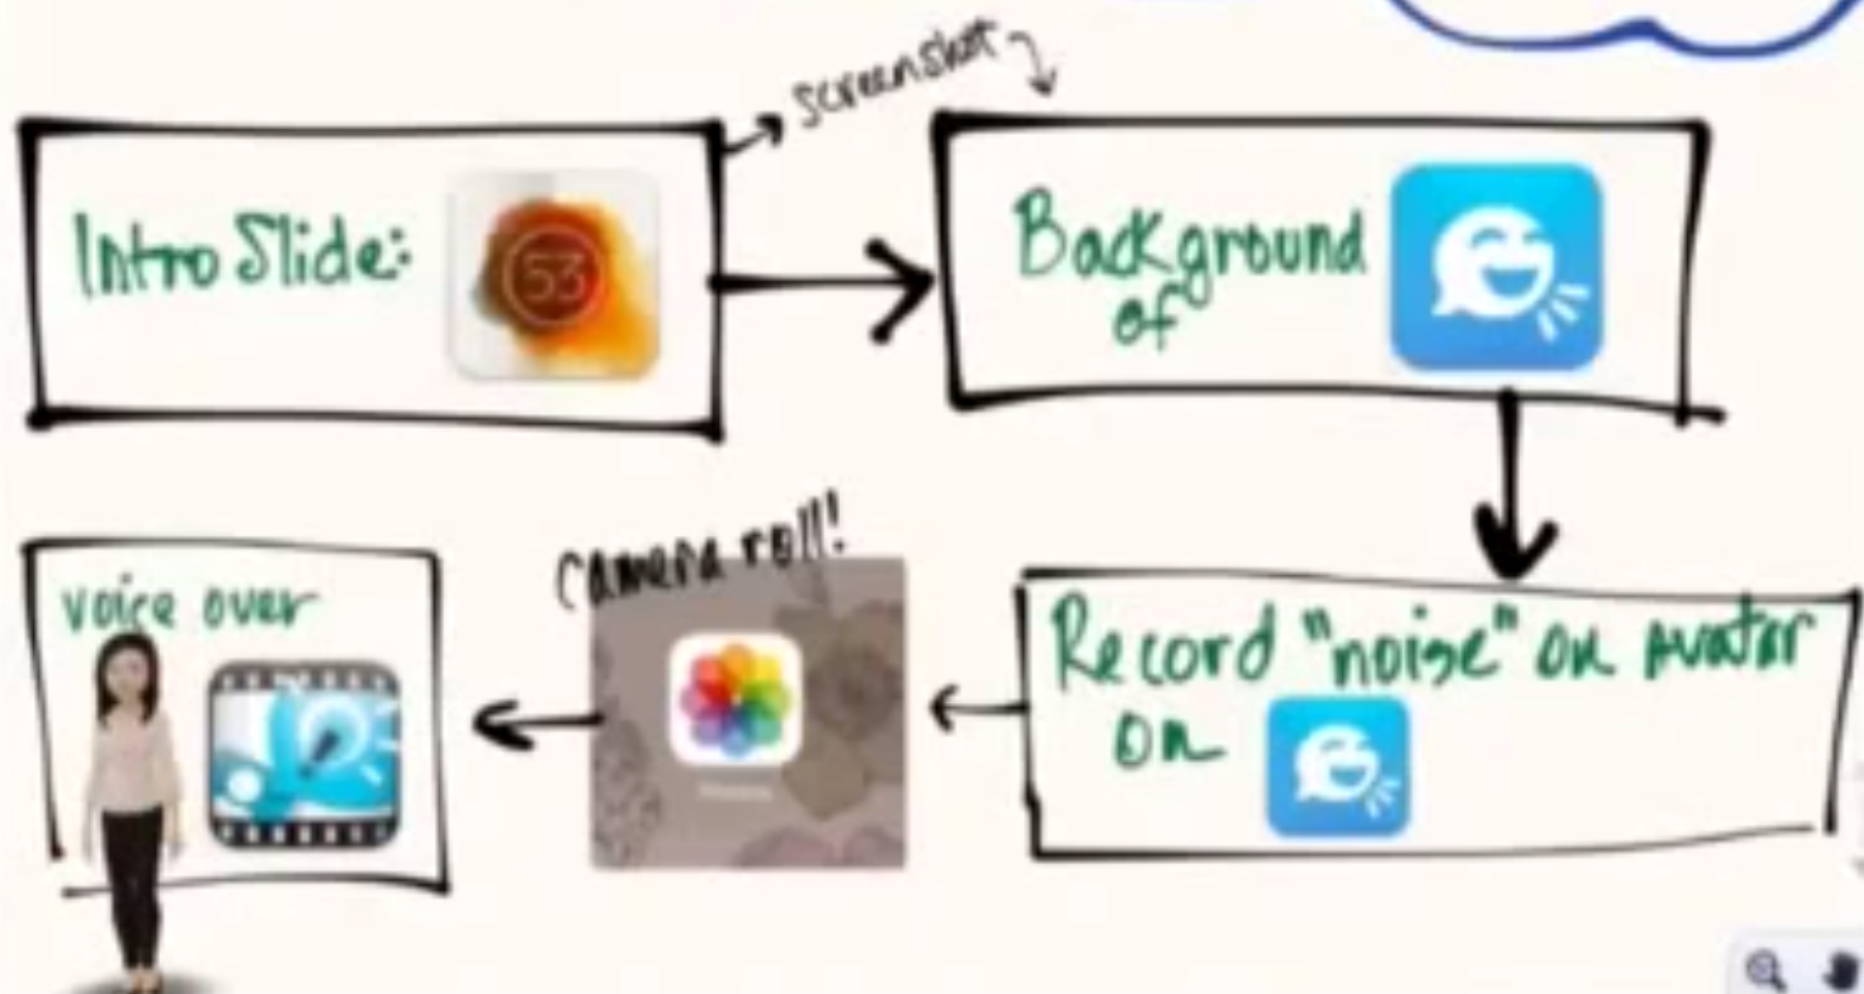 screenshot
Intro Slide:
53
Background
of
Record "noise" on avatar
on
camera roll!
voice over